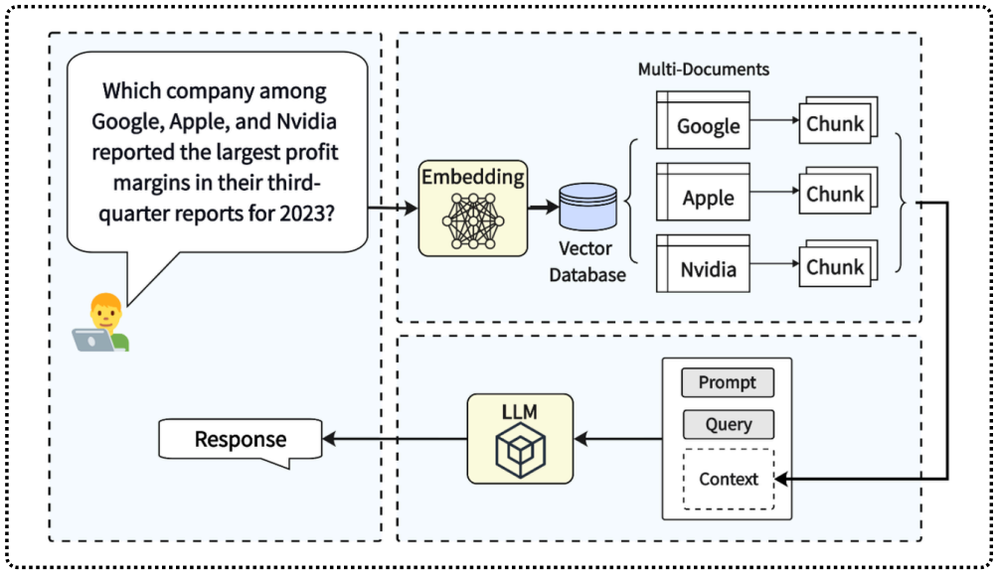 Which company among
Google, Apple, and Nvidia
reported the largest profit
margins in their third-
quarter reports for 2023?
Embedding
Vector
Database
Multi-Documents
Google
Chunk
Apple
Chunk
Nvidia
Chunk
Prompt
Query
Context
LLM
Response